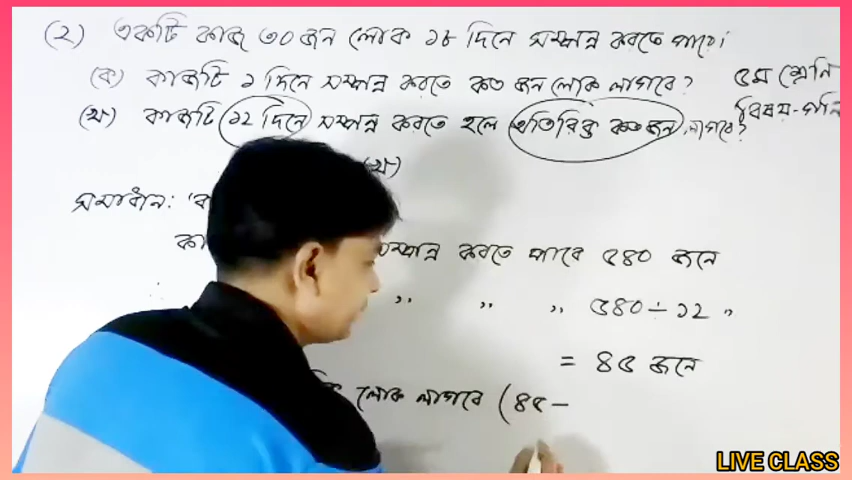 (২) একটি কাজ ৩০ জন লোক ১৮ দিনে সম্পন্ন করতে পারে।
(ক) কাজটি ১ দিনে সম্পন্ন করতে কত জন লোক লাগবে?
৫ম শ্রেণি
(খ) কাজটি ১২ দিনে সম্পন্ন করতে হলে অতিরিক্ত কত জন লাগবে?
বিষয়-গনি
(খ)
সমাধান: 'ক
কা সম্পন্ন করতে পারে ৫৪০ জনে
" " " ৫৪০ ÷ ১২ "
= ৪৫ জনে
লোক লাগবে (৪৫ –
LIVE CLASS